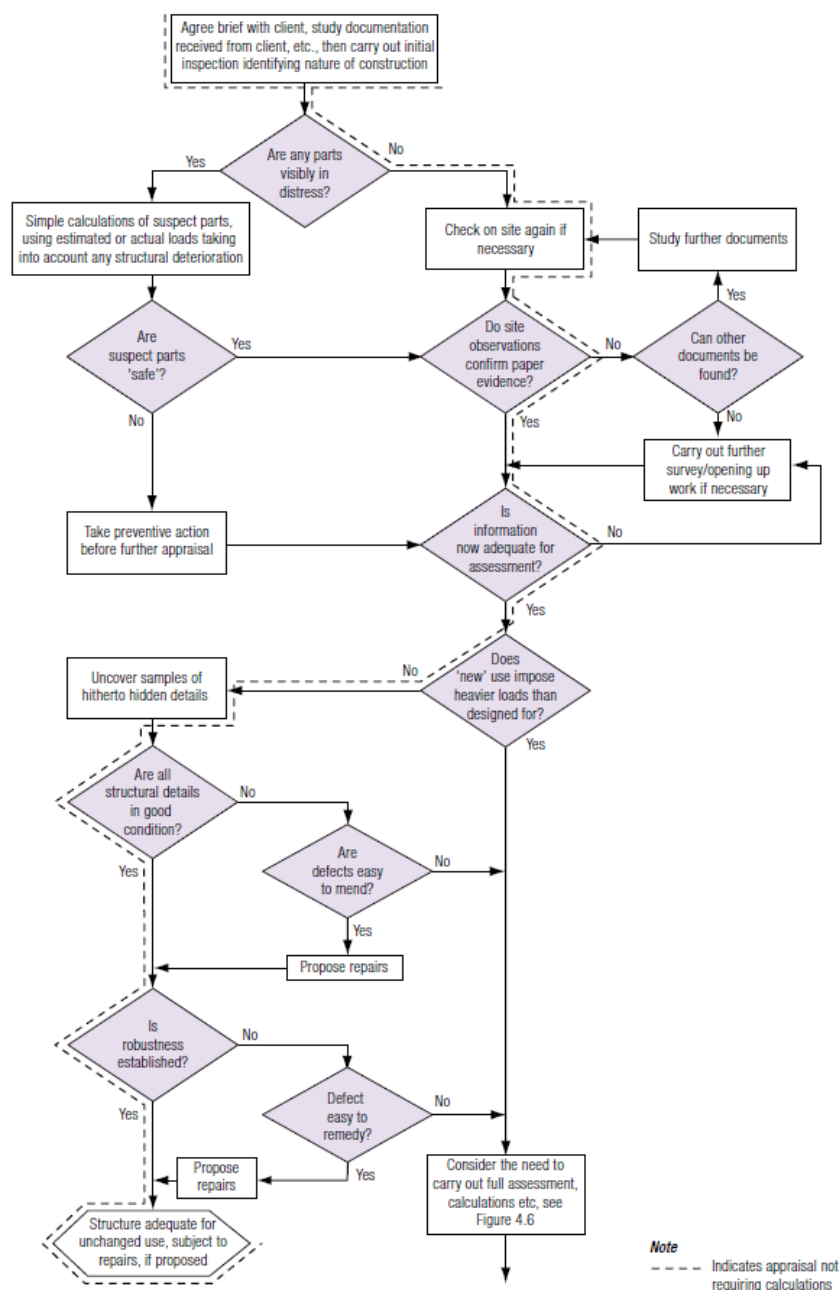 Agree brief with client, study documentation
received from client, etc., then carry out initial
inspection identifying nature of construction
Yes
Are any parts
visibly in
distress?
No
Simple calculations of suspect parts,
using estimated or actual loads taking
into account any structural deterioration
Check on site again if
necessary
Study further documents
Yes
Are
suspect parts
'safe'?
Yes
Do site
observations
confirm paper
evidence?
No
Can other
documents be
found?
No
Yes
No
Carry out further
survey/opening up
work if necessary
Take preventive action
before further appraisal
Is
information
now adequate for
assessment?
No
Yes
Uncover samples of
hitherto hidden details
No
Does
'new' use impose
heavier loads than
designed for?
Yes
Are all
structural details
in good
condition?
No
Yes
Are
defects easy
to mend?
No
Yes
Propose repairs
Is
robustness
established?
No
Yes
Defect
easy to
remedy?
No
Yes
Propose
repairs
Consider the need to
carry out full assessment,
calculations etc, see
Figure 4.6
Structure adequate for
unchanged use, subject to
repairs, if proposed
Note
Indicates appraisal not
requiring calculations